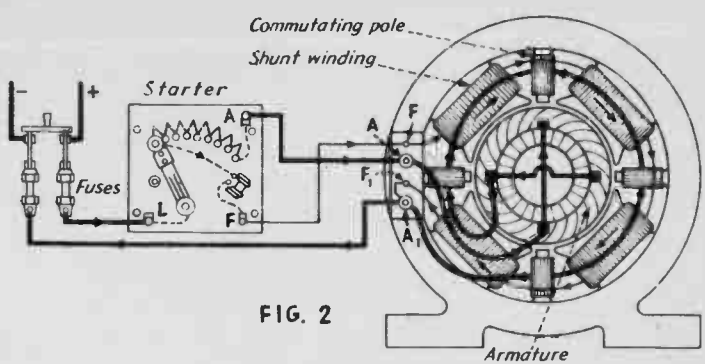 Commutating pole
Shunt winding
Starter
- +
A
A F
Fuses
F₁
L F
A₁
FIG. 2
Armature